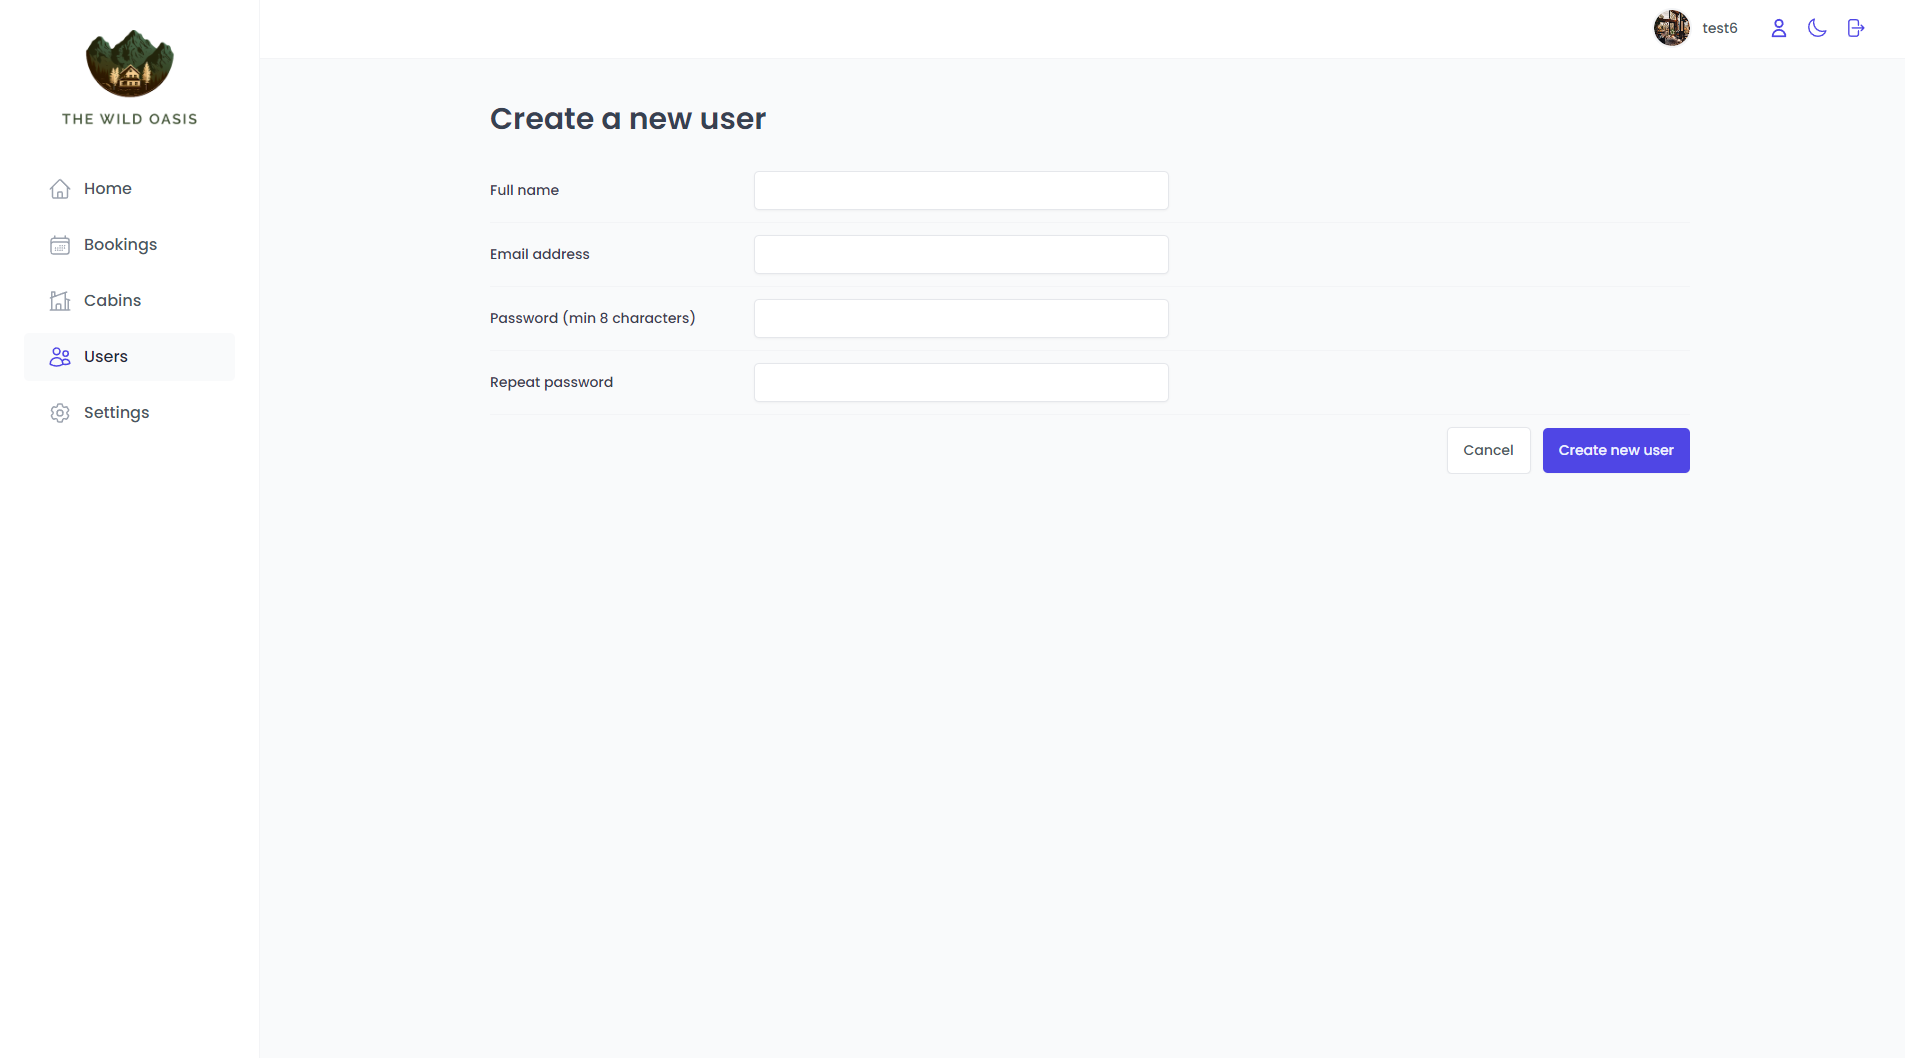 THE WILD OASIS
Home
Bookings
Cabins
Users
Settings
test6
Create a new user
Full name
Email address
Password (min 8 characters)
Repeat password
Cancel
Create new user